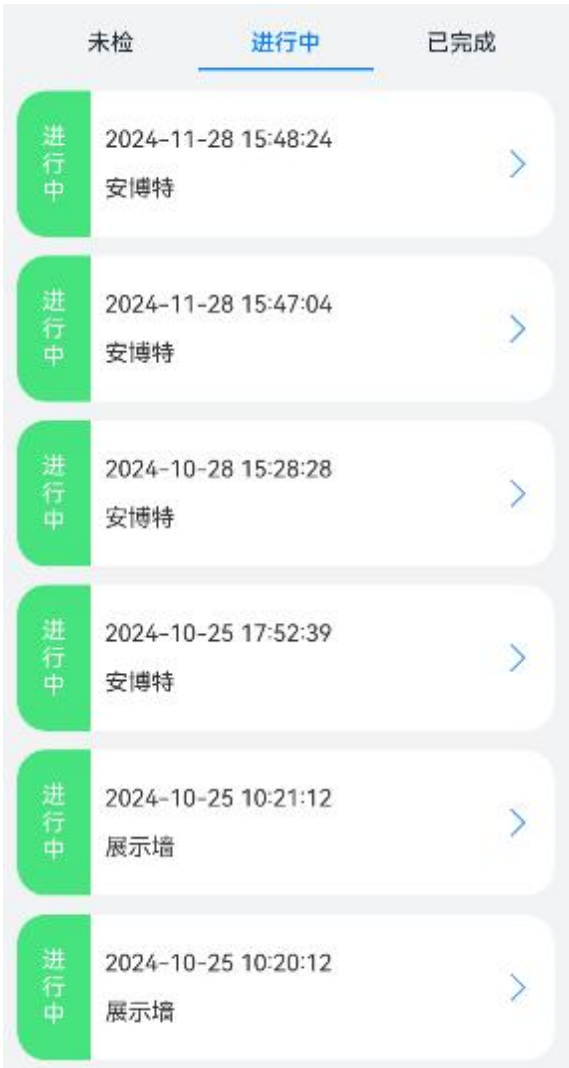 未检 进行中 已完成
进行中
2024-11-28 15:48:24
安博特
进行中
2024-11-28 15:47:04
安博特
进行中
2024-10-28 15:28:28
安博特
进行中
2024-10-25 17:52:39
安博特
进行中
2024-10-25 10:21:12
展示墙
进行中
2024-10-25 10:20:12
展示墙